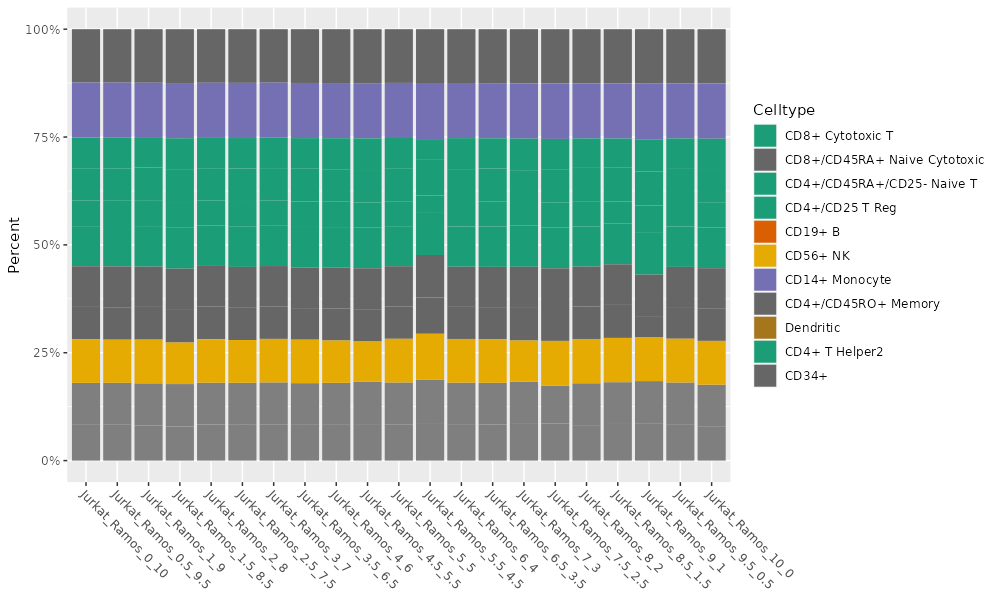 100%
75%
50%
25%
0%
Percent
Jurkat_Ramos_0_10
Jurkat_Ramos_0.5_9.5
Jurkat_Ramos_1_9
Jurkat_Ramos_1.5_8.5
Jurkat_Ramos_2_8
Jurkat_Ramos_2.5_7.5
Jurkat_Ramos_3_7
Jurkat_Ramos_3.5_6.5
Jurkat_Ramos_4_6
Jurkat_Ramos_4.5_5.5
Jurkat_Ramos_5_5
Jurkat_Ramos_5.5_4.5
Jurkat_Ramos_6_4
Jurkat_Ramos_6.5_3.5
Jurkat_Ramos_7_3
Jurkat_Ramos_7.5_2.5
Jurkat_Ramos_8_2
Jurkat_Ramos_8.5_1.5
Jurkat_Ramos_9_1
Jurkat_Ramos_9.5_0.5
Jurkat_Ramos_10_0
Celltype
CD8+ Cytotoxic T
CD8+/CD45RA+ Naive Cytotoxic
CD4+/CD45RA+/CD25- Naive T
CD4+/CD25 T Reg
CD19+ B
CD56+ NK
CD14+ Monocyte
CD4+/CD45RO+ Memory
Dendritic
CD4+ T Helper2
CD34+